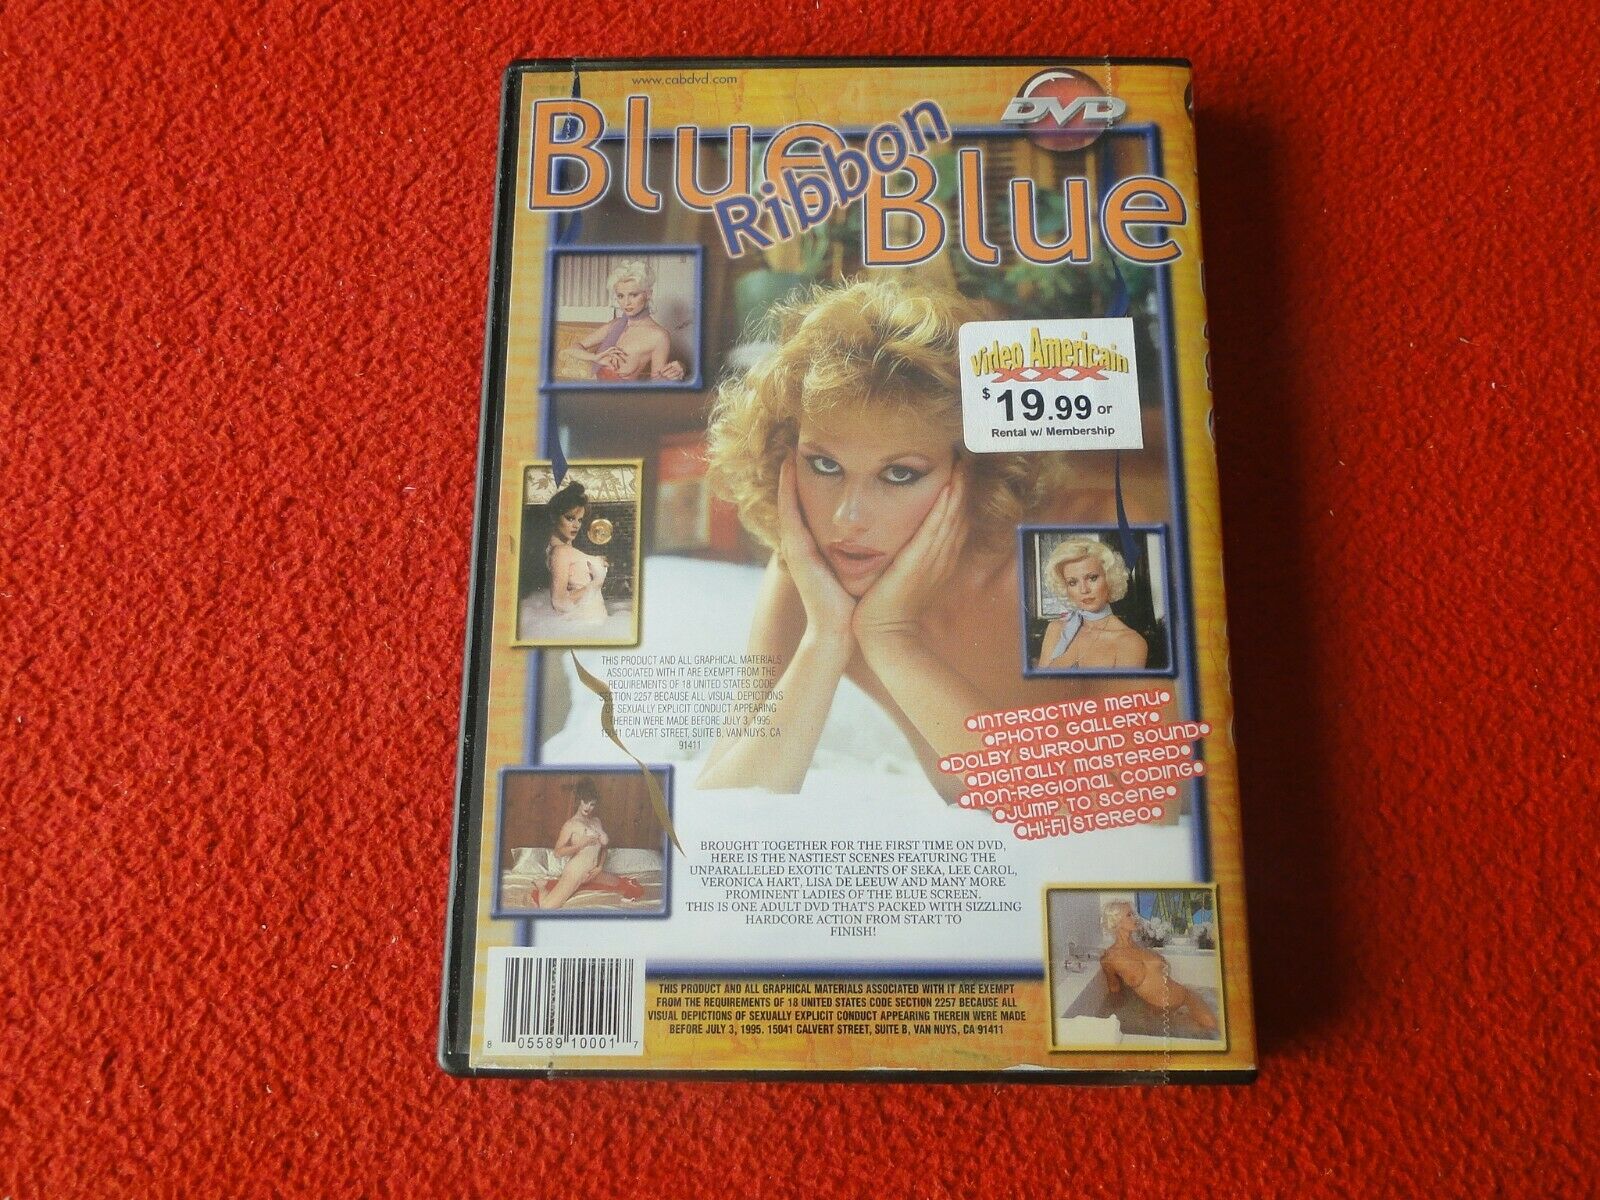 www.cabdvd.com
DVD
Blue
Ribbon
Blue
Video Americain
XXX
$19.99 or
Rental w/ Membership
THIS PRODUCT AND ALL GRAPHICAL MATERIALS
ASSOCIATED WITH IT ARE EXEMPT FROM THE
REQUIREMENTS OF 18 UNITED STATES CODE
SECTION 2257 BECAUSE ALL VISUAL DEPICTIONS
OF SEXUALLY EXPLICIT CONDUCT APPEARING
THEREIN WERE MADE BEFORE JULY 3, 1995.
15041 CALVERT STREET, SUITE B, VAN NUYS, CA
91411
•INTERACTIVE MENU•
•PHOTO GALLERY•
•DOLBY SURROUND SOUND•
•DIGITALLY MASTERED•
•NON-REGIONAL CODING•
•JUMP TO SCENE•
•HI-FI STEREO•
BROUGHT TOGETHER FOR THE FIRST TIME ON DVD,
HERE IS THE NASTIEST SCENES FEATURING THE
UNPARALLELED EXOTIC TALENTS OF SEKA, LEE CAROL,
VERONICA HART, LISA DE LEEUW AND MANY MORE
PROMINENT LADIES OF THE BLUE SCREEN.
THIS IS ONE ADULT DVD THAT'S PACKED WITH SIZZLING
HARDCORE ACTION FROM START TO
FINISH!
THIS PRODUCT AND ALL GRAPHICAL MATERIALS ASSOCIATED WITH IT ARE EXEMPT
FROM THE REQUIREMENTS OF 18 UNITED STATES CODE SECTION 2257 BECAUSE ALL
VISUAL DEPICTIONS OF SEXUALLY EXPLICIT CONDUCT APPEARING THEREIN WERE MADE
BEFORE JULY 3, 1995. 15041 CALVERT STREET, SUITE B, VAN NUYS, CA 91411
8 05589 10001 7